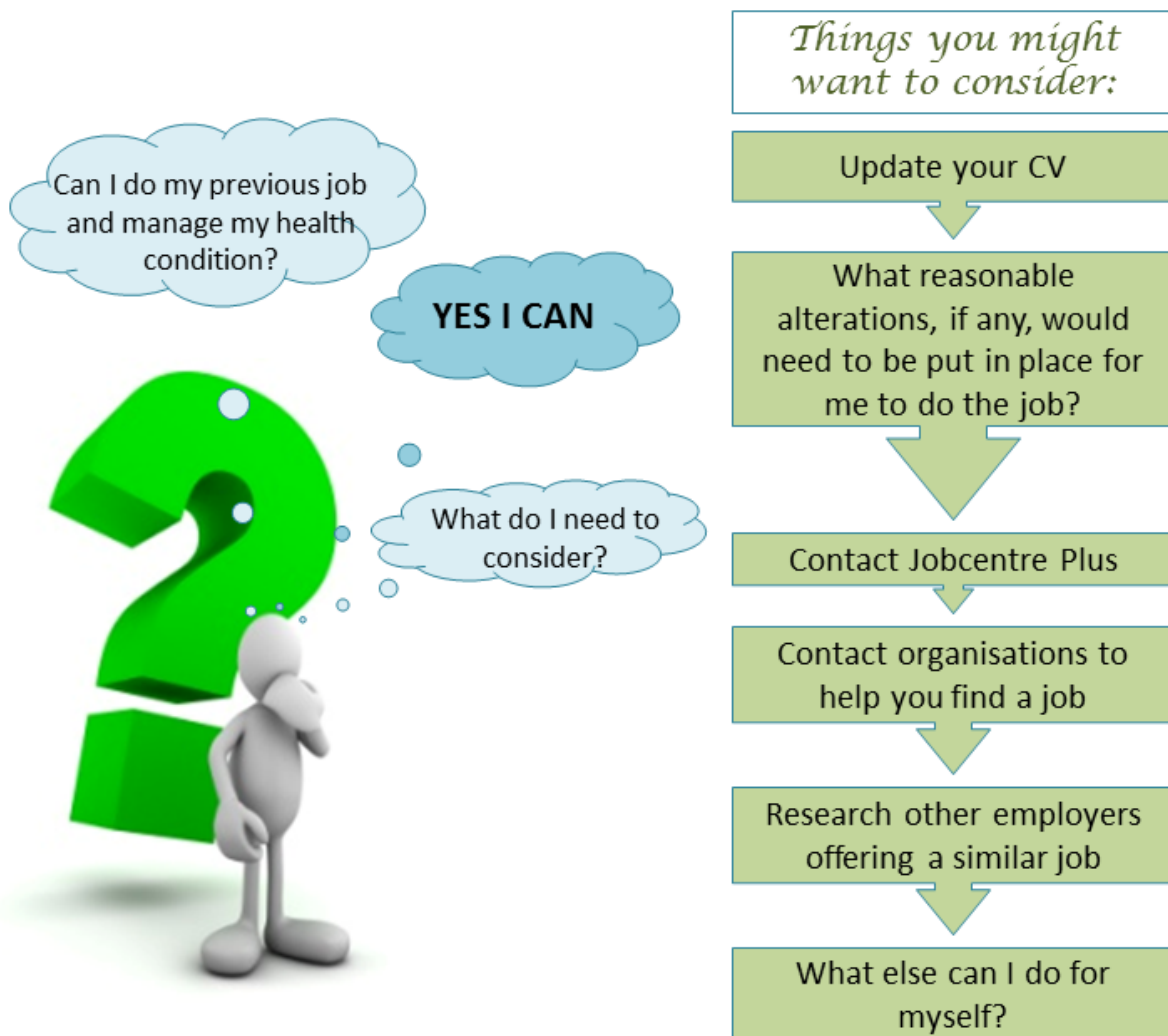 Can I do my previous job
and manage my health
condition?
YES I CAN
What do I need to
consider?
Things you might
want to consider:
Update your CV
What reasonable
alterations, if any, would
need to be put in place for
me to do the job?
Contact Jobcentre Plus
Contact organisations to
help you find a job
Research other employers
offering a similar job
What else can I do for
myself?